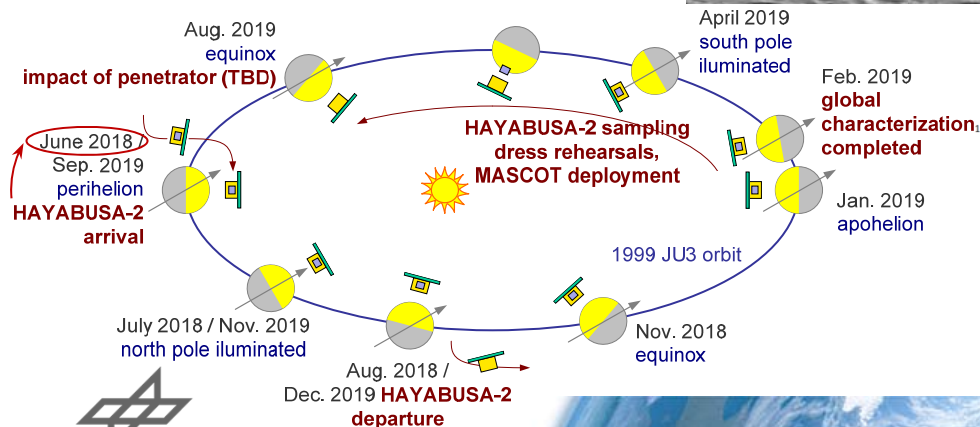 Aug. 2019
equinox
impact of penetrator (TBD)
April 2019
south pole
iluminated
Feb. 2019
global
characterization1
completed
HAYABUSA-2 sampling
dress rehearsals,
MASCOT deployment
June 2018 /
Sep. 2019
perihelion
HAYABUSA-2
arrival
Jan. 2019
apohelion
1999 JU3 orbit
July 2018 / Nov. 2019
north pole iluminated
Nov. 2018
equinox
Aug. 2018 /
Dec. 2019 HAYABUSA-2
departure